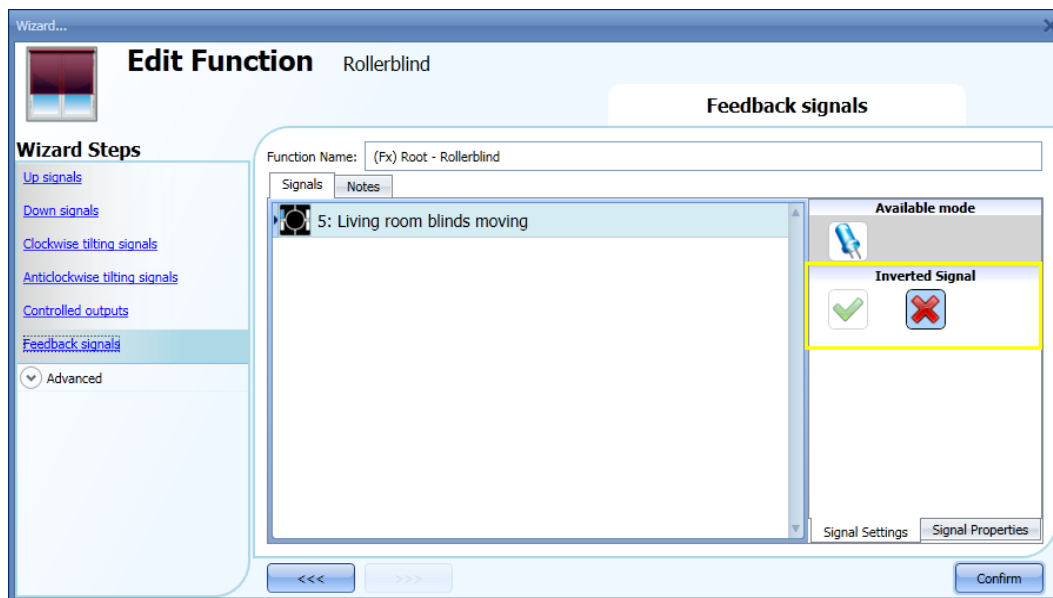 Wizard...
Edit Function Rollerblind
Feedback signals
Wizard Steps
Up signals
Down signals
Clockwise tilting signals
Anticlockwise tilting signals
Controlled outputs
Feedback signals
Advanced
Function Name: (Fx) Root - Rollerblind
Signals Notes
5: Living room blinds moving
Available mode
Inverted Signal
Signal Settings Signal Properties
<<< >>> Confirm